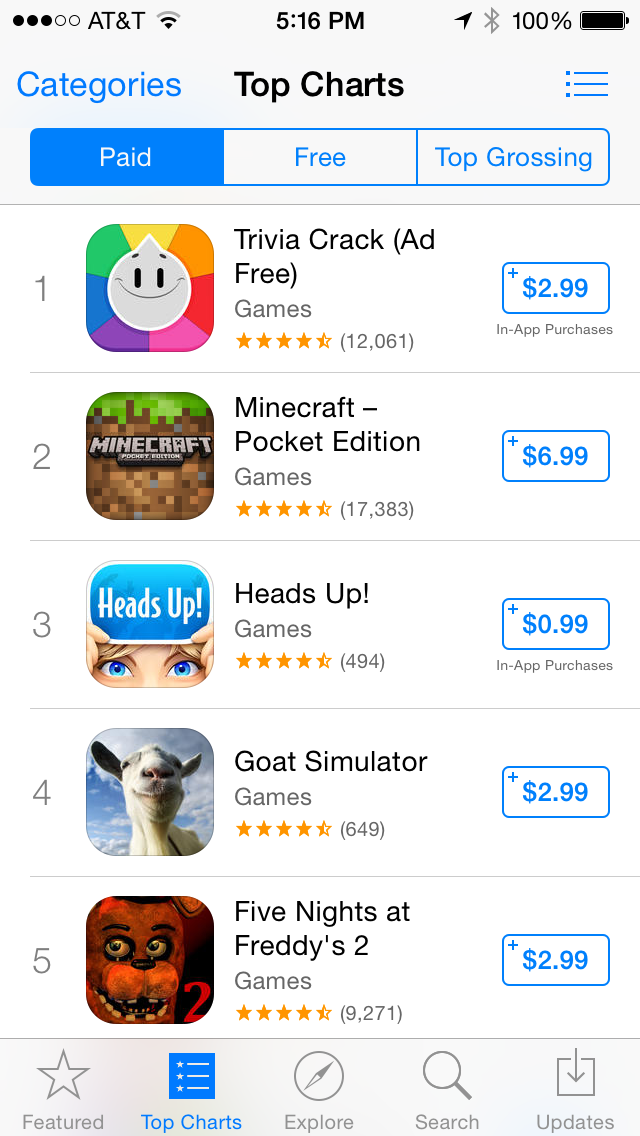 AT&T 5:16 PM 100%
Categories Top Charts
Paid Free Top Grossing
1
Trivia Crack (Ad
Free)
Games
(12,061)
+ $2.99
In-App Purchases
2
MINECRAFT
POCKET EDITION
Minecraft –
Pocket Edition
Games
(17,383)
+ $6.99
3
Heads Up!
Heads Up!
Games
(494)
+ $0.99
In-App Purchases
4
Goat Simulator
Games
(649)
+ $2.99
5
2
Five Nights at
Freddy's 2
Games
(9,271)
+ $2.99
Featured Top Charts Explore Search Updates